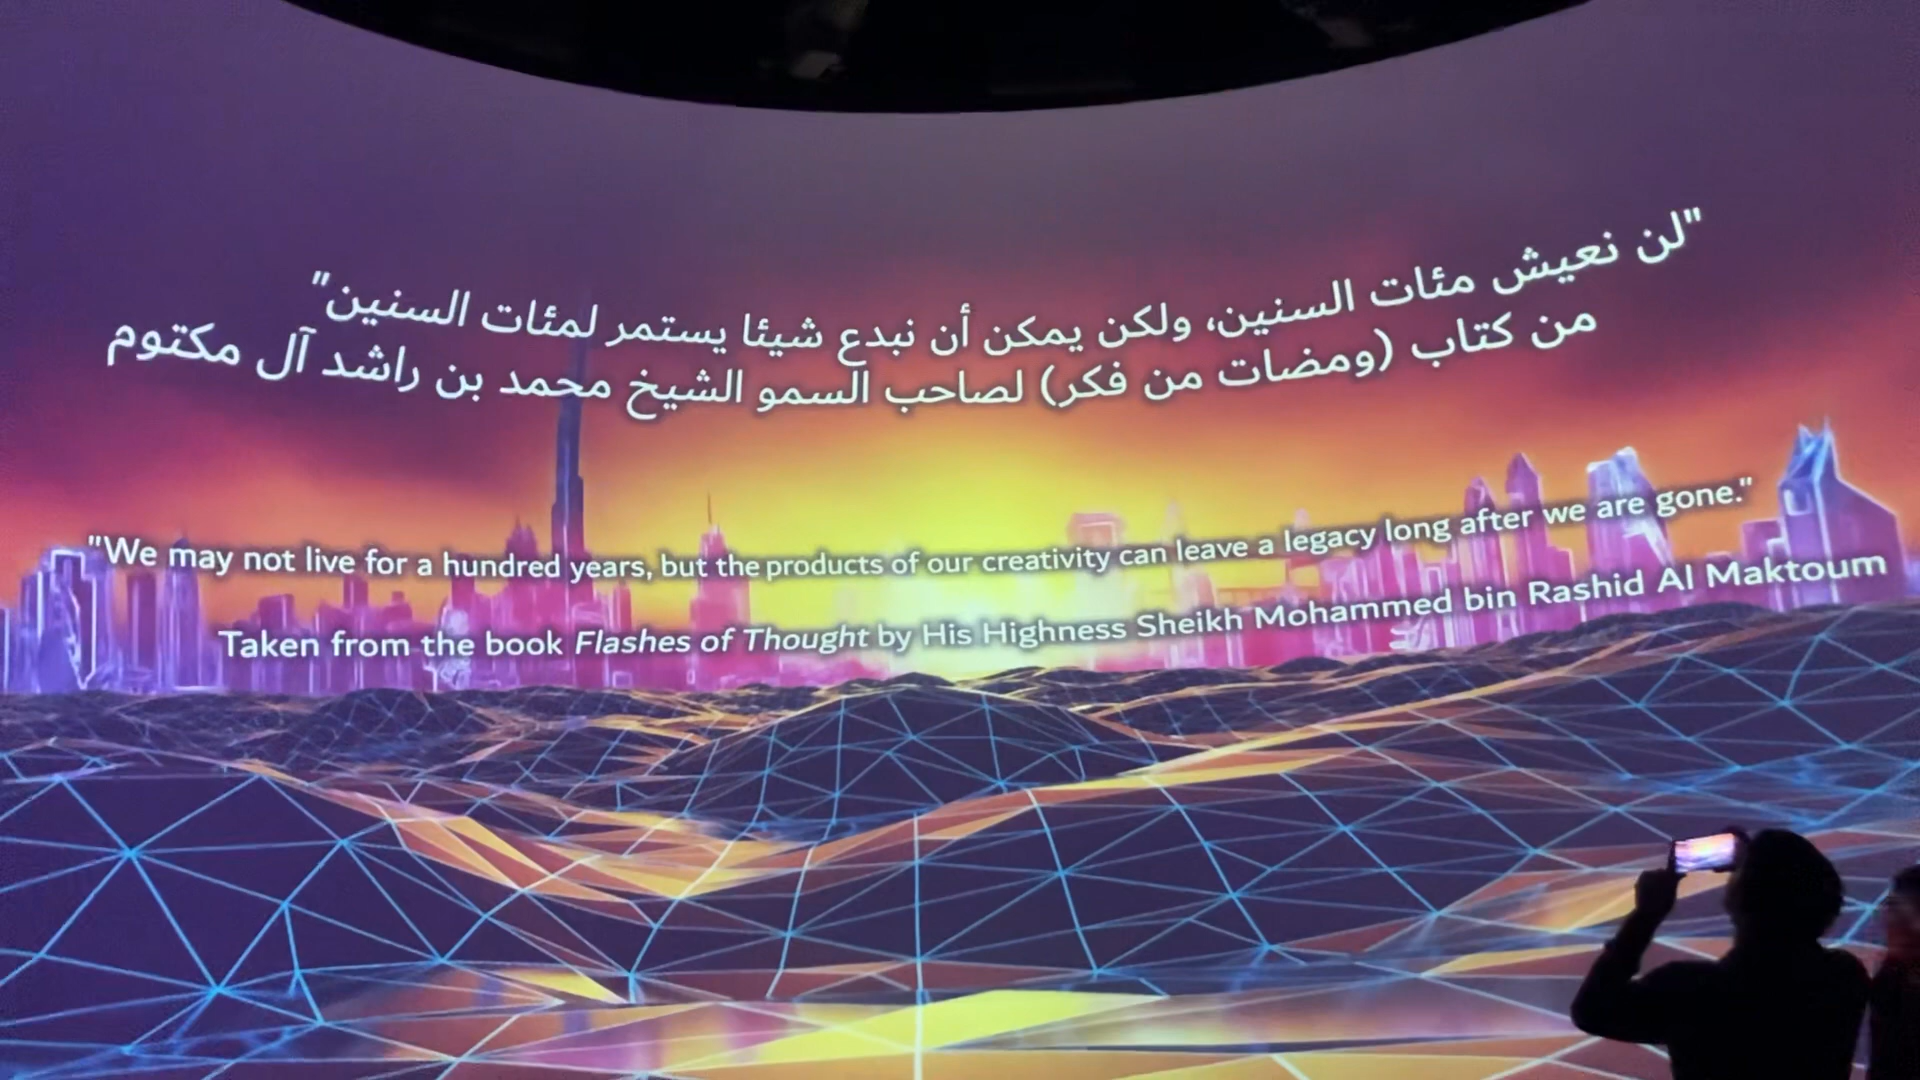 "لن نعيش مئات السنين، ولكن يمكن أن نبدع شيئا يستمر لمئات السنين"
من كتاب (ومضات من فكر) لصاحب السمو الشيخ محمد بن راشد آل مكتوم
"We may not live for a hundred years, but the products of our creativity can leave a legacy long after we are gone."
Taken from the book Flashes of Thought by His Highness Sheikh Mohammed bin Rashid Al Maktoum